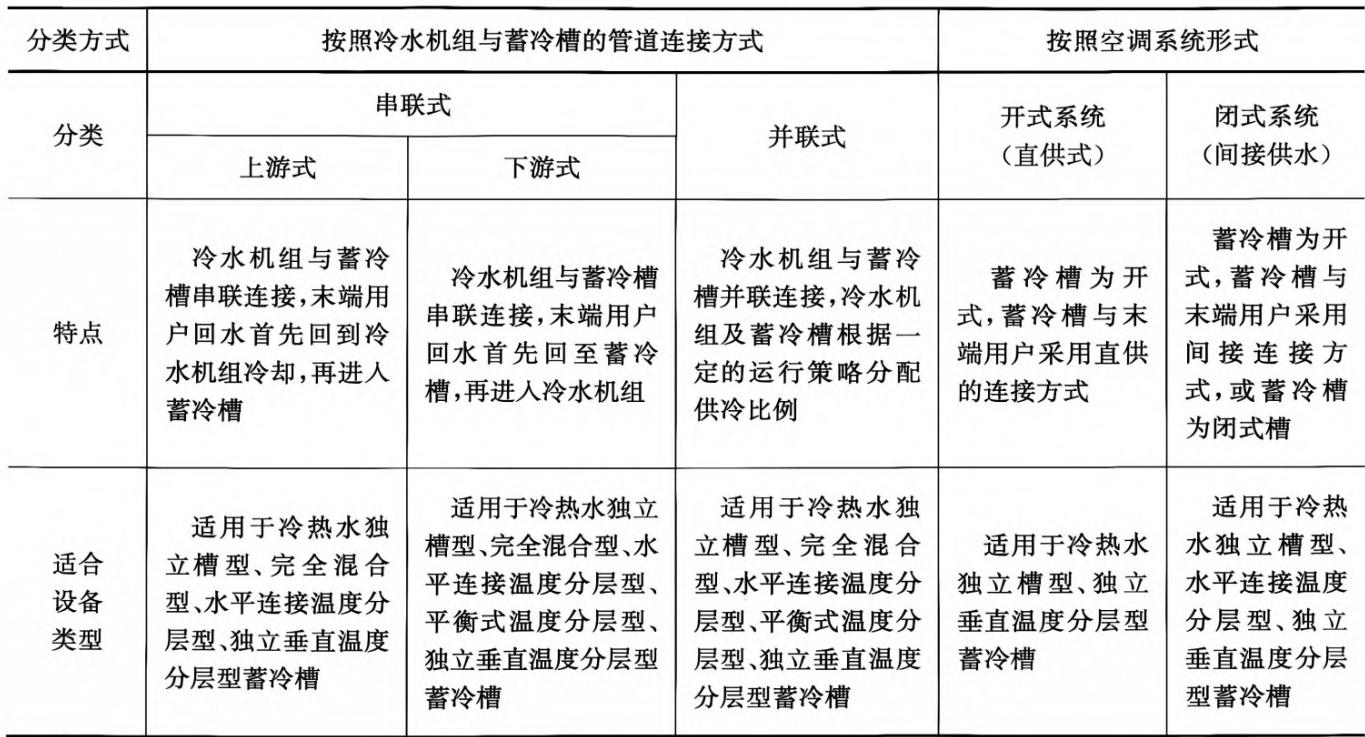 分类方式
按照冷水机组与蓄冷槽的管道连接方式
按照空调系统形式
分类
串联式
上游式
下游式
并联式
开式系统
（直供式）
闭式系统
（间接供水）
特点
冷水机组与蓄冷
槽串联连接,末端用
户回水首先回到冷
水机组冷却,再进入
蓄冷槽
冷水机组与蓄冷槽
串联连接,末端用户
回水首先回至蓄冷
槽,再进入冷水机组
冷水机组与蓄冷
槽并联连接,冷水机
组及蓄冷槽根据一
定的运行策略分配
供冷比例
蓄冷槽为开
式,蓄冷槽与末
端用户采用直供
的连接方式
蓄冷槽为开
式,蓄冷槽与
末端用户采用
间接连接方
式,或蓄冷槽
为闭式槽
适合
设备
类型
适用于冷热水独
立槽型、完全混合
型、水平连接温度分
层型、独立垂直温度
分层型蓄冷槽
适用于冷热水独立
槽型、完全混合型、水
平连接温度分层型、
平衡式温度分层型、
独立垂直温度分层型
蓄冷槽
适用于冷热水独
立槽型、完全混合
型、水平连接温度分
层型、平衡式温度分
层型、独立垂直温度
分层型蓄冷槽
适用于冷热水
独立槽型、独立
垂直温度分层型
蓄冷槽
适用于冷热
水独立槽型、
水平连接温度
分层型、独立
垂直温度分层
型蓄冷槽